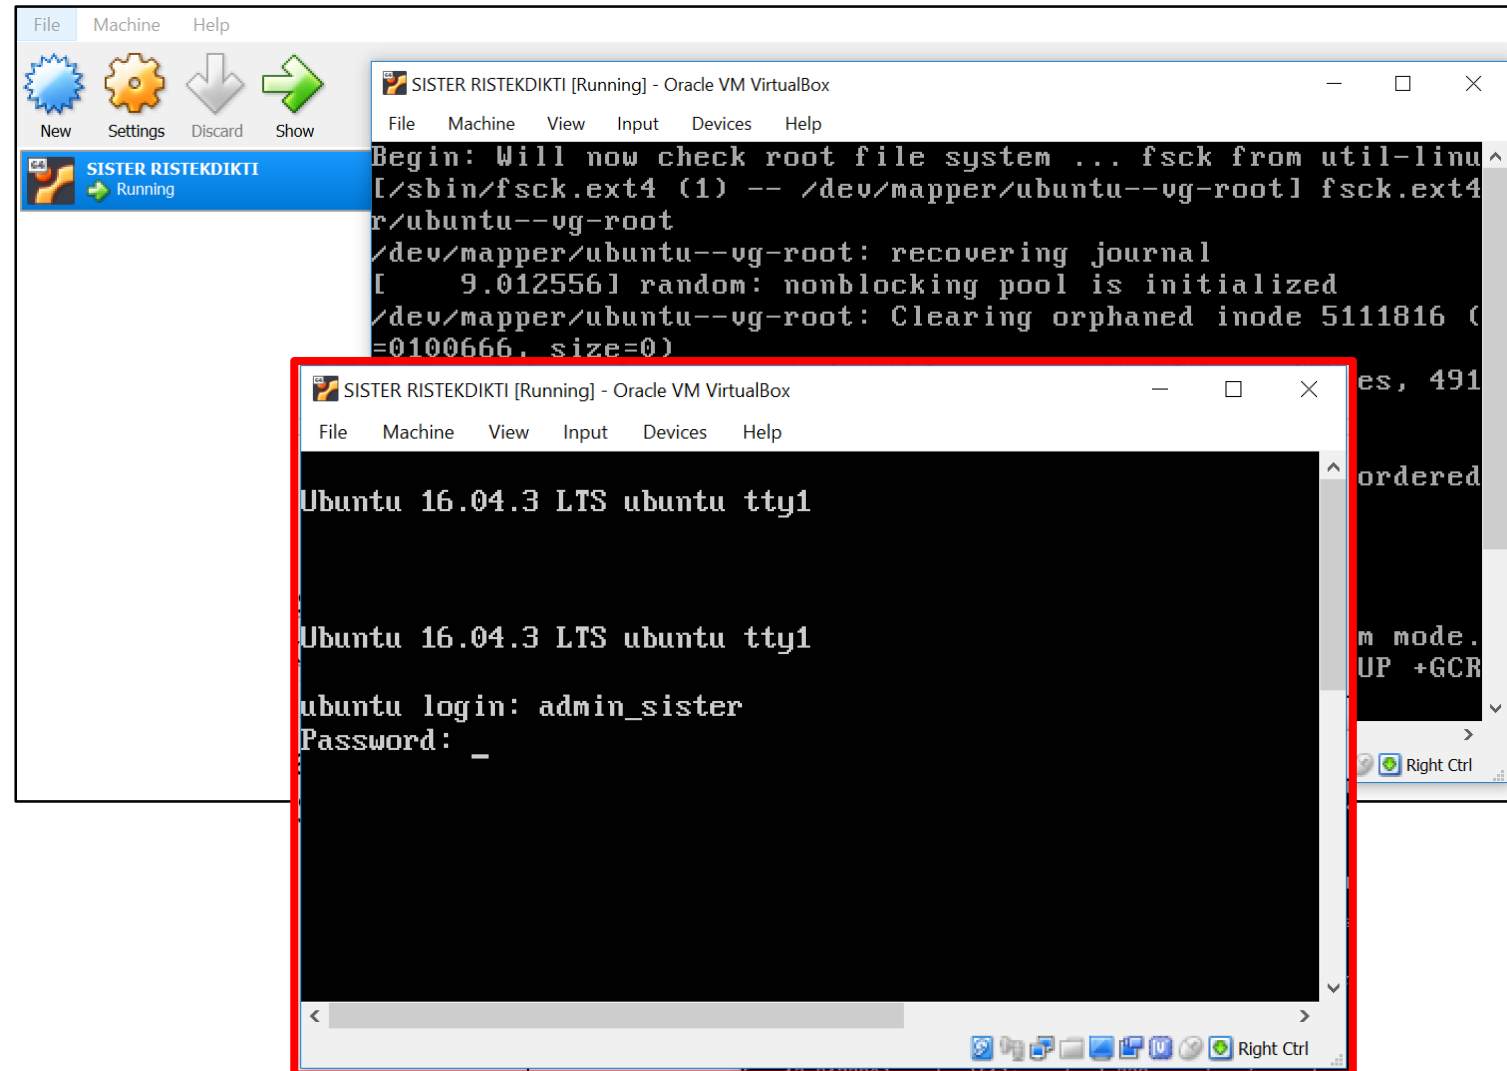 File Machine Help
New Settings Discard Show
SISTER RISTEKDIKTI
Running
SISTER RISTEKDIKTI [Running] - Oracle VM VirtualBox
File Machine View Input Devices Help
Begin: Will now check root file system ... fsck from util-linu
[/sbin/fsck.ext4 (1) -- /dev/mapper/ubuntu--vg-root] fsck.ext4
r/ubuntu--vg-root
/dev/mapper/ubuntu--vg-root: recovering journal
[    9.012556] random: nonblocking pool is initialized
/dev/mapper/ubuntu--vg-root: Clearing orphaned inode 5111816 (
=0100666, size=0)
es, 491
ordered
m mode.
UP +GCR
Right Ctrl
SISTER RISTEKDIKTI [Running] - Oracle VM VirtualBox
File Machine View Input Devices Help
Ubuntu 16.04.3 LTS ubuntu tty1
Ubuntu 16.04.3 LTS ubuntu tty1
ubuntu login: admin_sister
Password: _
Right Ctrl